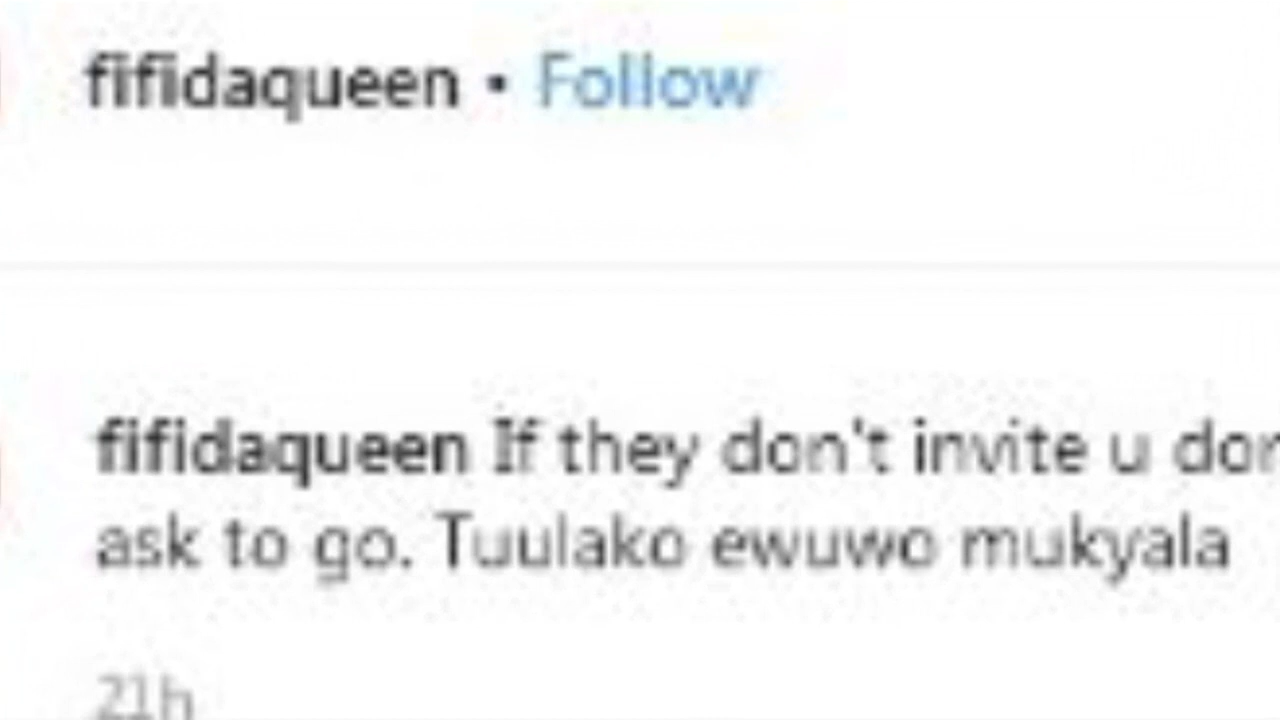 fifidaqueen • Follow
fifidaqueen If they don't invite u
ask to go. Tuulako ewuwo mukyala
21h